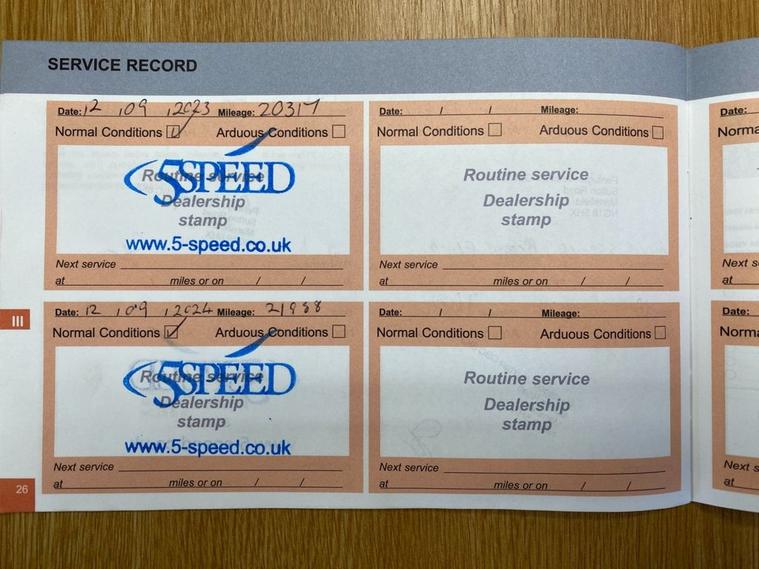 SERVICE RECORD
Date: 12 / 09 / 2023 Mileage: 20317
Normal Conditions Arduous Conditions
5SPEED
Routine service
Dealership
stamp
www.5-speed.co.uk
Next service
at miles or on / /
Date: / / Mileage:
Normal Conditions Arduous Conditions
Routine service
Dealership
stamp
Next service
at miles or on / /
Date:
Norma
Next s
at
III
Date: 12 / 09 / 2024 Mileage: 21988
Normal Conditions Arduous Conditions
5SPEED
Routine service
Dealership
stamp
www.5-speed.co.uk
Next service
at miles or on / /
Date: / / Mileage:
Normal Conditions Arduous Conditions
Routine service
Dealership
stamp
Next service
at miles or on / /
Date:
Norma
Next s
at
26